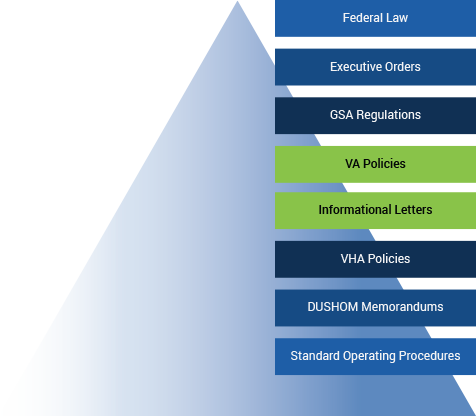 Federal Law
Executive Orders
GSA Regulations
VA Policies
Informational Letters
VHA Policies
DUSHOM Memorandums
Standard Operating Procedures